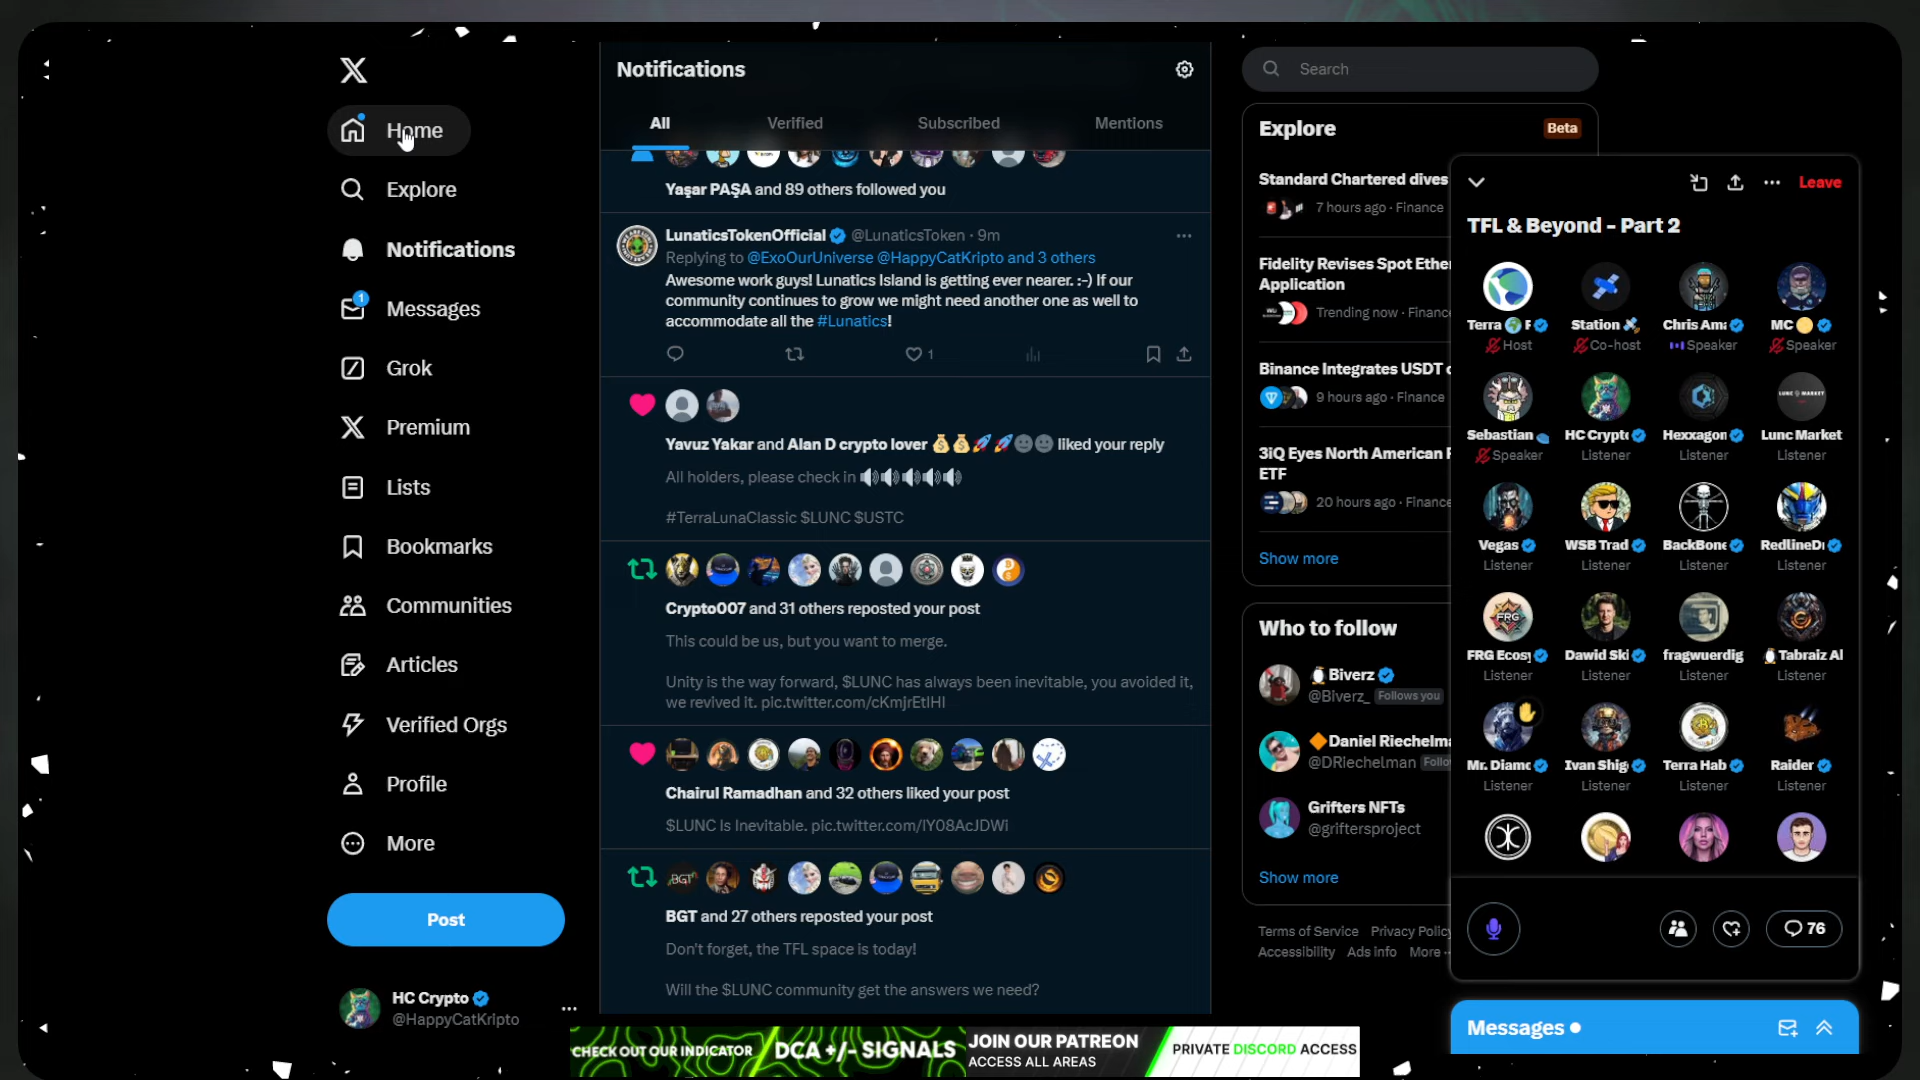 Home
Explore
Notifications
1
Messages
Grok
Premium
Lists
Bookmarks
Communities
Articles
Verified Orgs
Profile
More
Post
HC Crypto
@HappyCatKripto
Notifications
All Verified Subscribed Mentions
Yaşar PAŞA and 89 others followed you
LunaticsTokenOfficial @LunaticsToken · 9m
Replying to @ExoOurUniverse @HappyCatKripto and 3 others
Awesome work guys! Lunatics Island is getting ever nearer. :-) If our
community continues to grow we might need another one as well to
accommodate all the #Lunatics!
1
Yavuz Yakar and Alan D crypto lover 💰💰🚀🚀🌚🌚 liked your reply
All holders, please check in 🔊🔊🔊🔊🔊
#TerraLunaClassic $LUNC $USTC
Crypto007 and 31 others reposted your post
This could be us, but you want to merge.
Unity is the way forward, $LUNC has always been inevitable, you avoided it,
we revived it. pic.twitter.com/cKmjrEtIHI
Chairul Ramadhan and 32 others liked your post
$LUNC Is Inevitable. pic.twitter.com/IY08AcJDWi
BGT
BGT and 27 others reposted your post
Don't forget, the TFL space is today!
Will the $LUNC community get the answers we need?
Search
Explore
Beta
Standard Chartered dives
7 hours ago · Finance
Fidelity Revises Spot Ether
Application
Trending now · Finance
Binance Integrates USDT o
9 hours ago · Finance
3iQ Eyes North American F
ETF
20 hours ago · Finance
Show more
Who to follow
Biverz
@Biverz_ Follows you
Daniel Riechelma
@DRiechelman Follo
Grifters NFTs
@griftersproject
Show more
Terms of Service Privacy Policy
Accessibility Ads info More ···
Leave
TFL & Beyond – Part 2
Terra 🌍 F Station 🛰 Chris Ama MC 🌕
Host Co-host Speaker Speaker
LUNC MARKET
Sebastian HC Crypto Hexxagon Lunc Market
Speaker Listener Listener Listener
Vegas WSB Trad BackBone RedlineDr
Listener Listener Listener Listener
FRG
FRG Ecosy Dawid Ski fragwuerdig Tabraiz Al
Listener Listener Listener Listener
Mr. Diamo Ivan Shig Terra Hab Raider
Listener Listener Listener Listener
76
Messages
CHECK OUT OUR INDICATOR DCA +/- SIGNALS
JOIN OUR PATREON
ACCESS ALL AREAS
PRIVATE DISCORD ACCESS